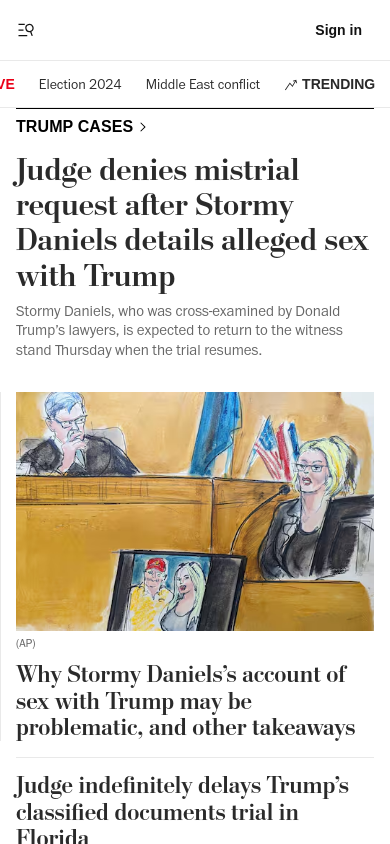 Sign in
VE Election 2024 Middle East conflict TRENDING
TRUMP CASES
Judge denies mistrial
request after Stormy
Daniels details alleged sex
with Trump
Stormy Daniels, who was cross-examined by Donald
Trump’s lawyers, is expected to return to the witness
stand Thursday when the trial resumes.
(AP)
Why Stormy Daniels’s account of
sex with Trump may be
problematic, and other takeaways
Judge indefinitely delays Trump’s
classified documents trial in
Florida